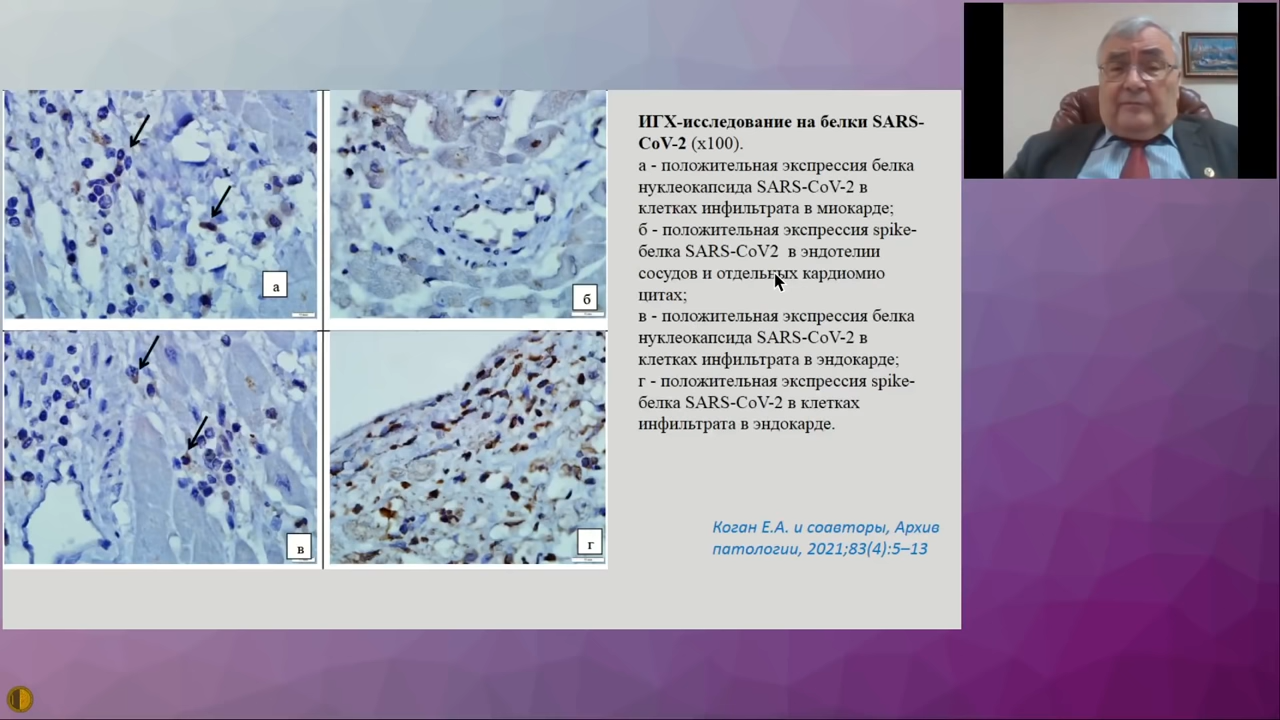 а
б
в
г
ИГХ-исследование на белки SARS-
CoV-2 (x100).
а - положительная экспрессия белка
нуклеокапсида SARS-CoV-2 в
клетках инфильтрата в миокарде;
б - положительная экспрессия spike-
белка SARS-CoV2 в эндотелии
сосудов и отдельных кардиомио
цитах;
в - положительная экспрессия белка
нуклеокапсида SARS-CoV-2 в
клетках инфильтрата в эндокарде;
г - положительная экспрессия spike-
белка SARS-CoV-2 в клетках
инфильтрата в эндокарде.
Коган Е.А. и соавторы, Архив
патологии, 2021;83(4):5–13